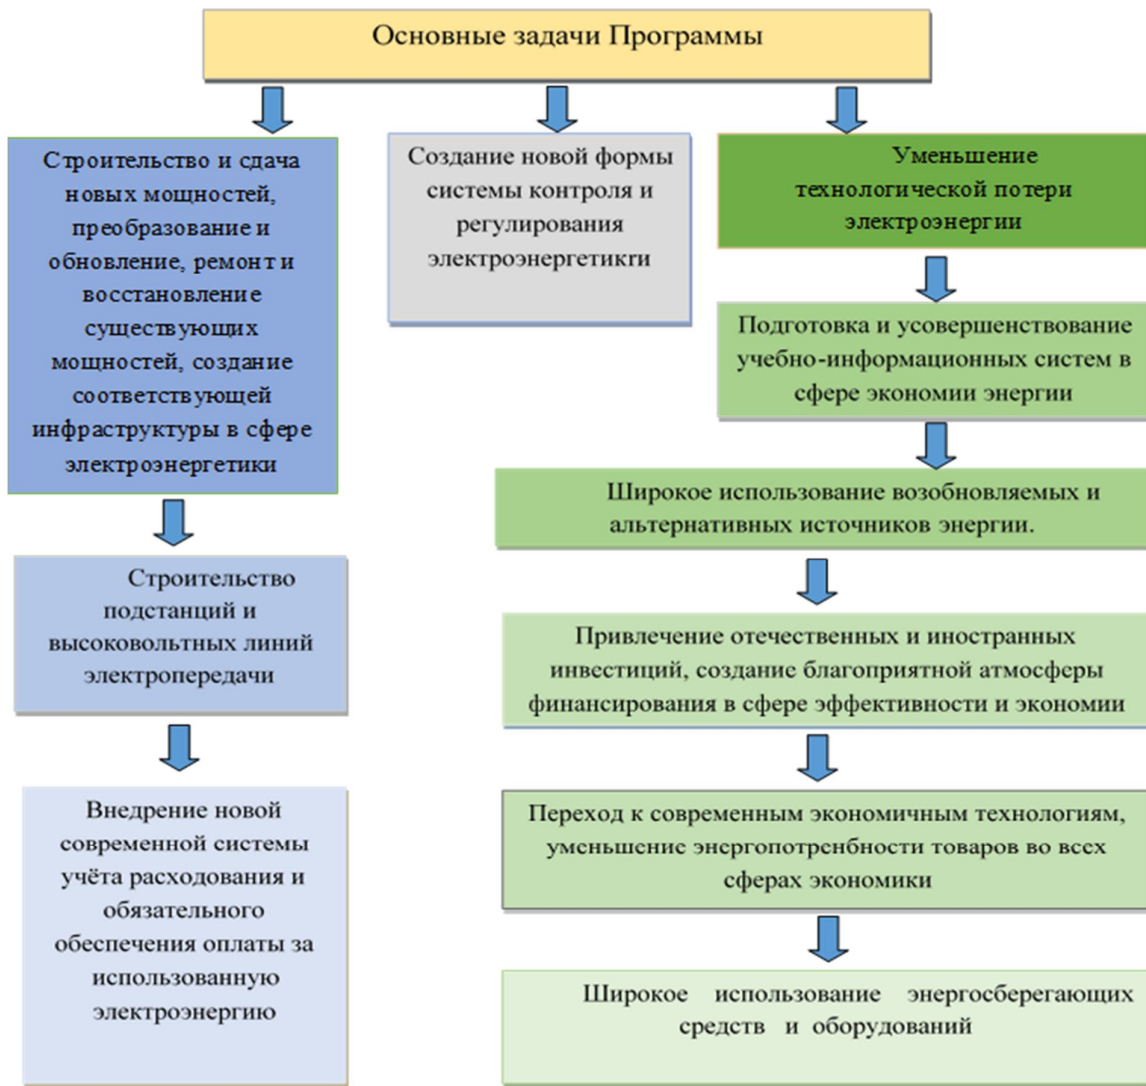 Основные задачи Программы
Строительство и сдача
новых мощностей,
преобразование и
обновление, ремонт и
восстановление
существующих
мощностей, создание
соответствующей
инфраструктуры в сфере
электроэнергетики
Строительство
подстанций и
высоковольтных линий
электропередачи
Внедрение новой
современной системы
учёта расходования и
обязательного
обеспечения оплаты за
использованную
электроэнергию
Создание новой формы
системы контроля и
регулирования
электроэнергетикrи
Уменьшение
технологической потери
электроэнергии
Подготовка и усовершенствование
учебно-информационных систем в
сфере экономии энергии
Широкое использование возобновляемых и
альтернативных источников энергии.
Привлечение отечественных и иностранных
инвестиций, создание благоприятной атмосферы
финансирования в сфере эффективности и экономии
Переход к современным экономичным технологиям,
уменьшение энергопотренбности товаров во всех
сферах экономики
Широкое использование энергосберегающих
средств и оборудований